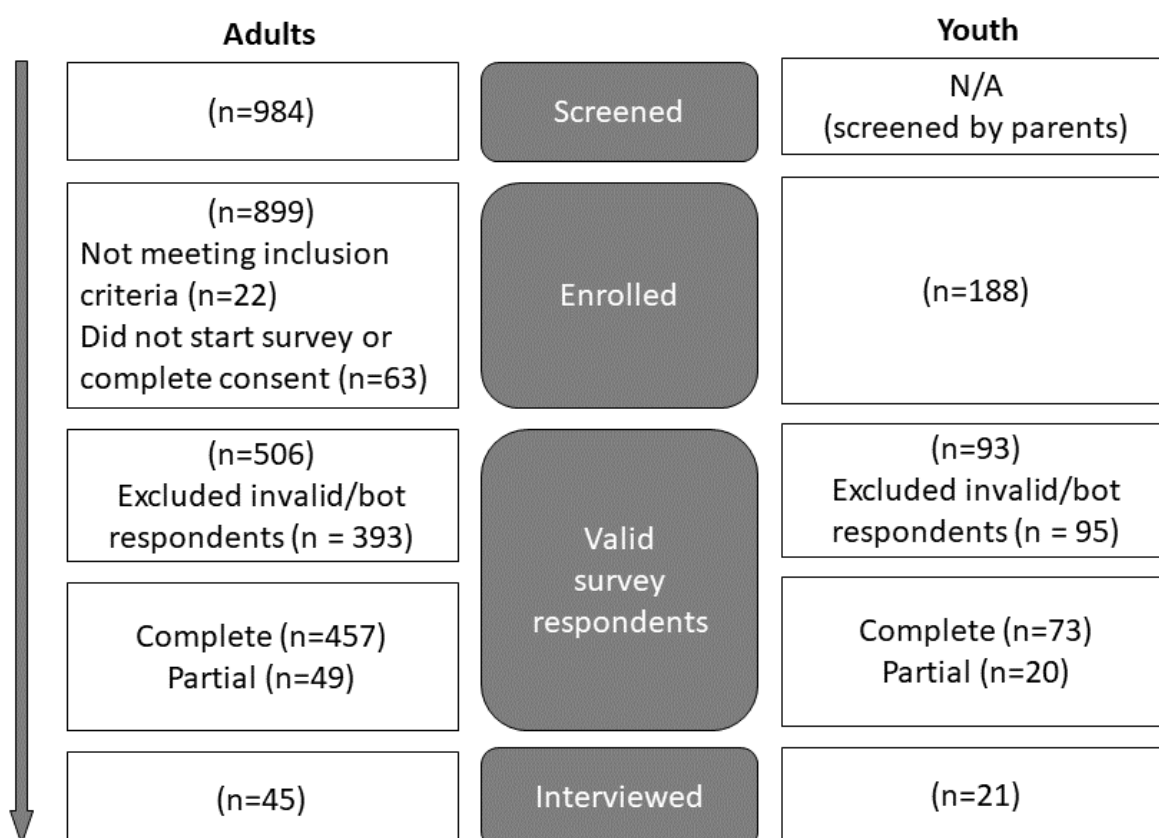 Adults
Youth
(n=984)
Screened
N/A
(screened by parents)
(n=899)
Not meeting inclusion
criteria (n=22)
Did not start survey or
complete consent (n=63)
Enrolled
(n=188)
(n=506)
Excluded invalid/bot
respondents (n = 393)
Valid
survey
respondents
(n=93)
Excluded invalid/bot
respondents (n = 95)
Complete (n=457)
Partial (n=49)
Complete (n=73)
Partial (n=20)
(n=45)
Interviewed
(n=21)